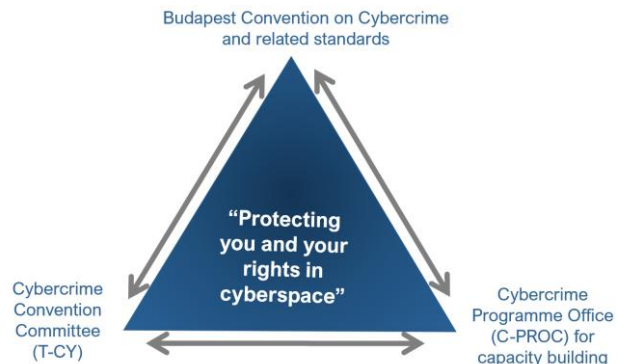 Budapest Convention on Cybercrime
and related standards
“Protecting
you and your
rights in
cyberspace”
Cybercrime
Convention
Committee
(T-CY)
Cybercrime
Programme Office
(C-PROC) for
capacity building